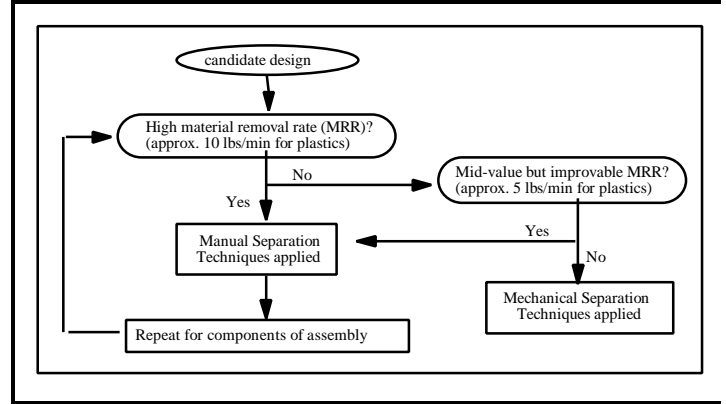 candidate design
High material removal rate (MRR)?
(approx. 10 lbs/min for plastics)
No
Mid-value but improvable MRR?
(approx. 5 lbs/min for plastics)
Yes
Manual Separation
Techniques applied
Yes
No
Mechanical Separation
Techniques applied
Repeat for components of assembly